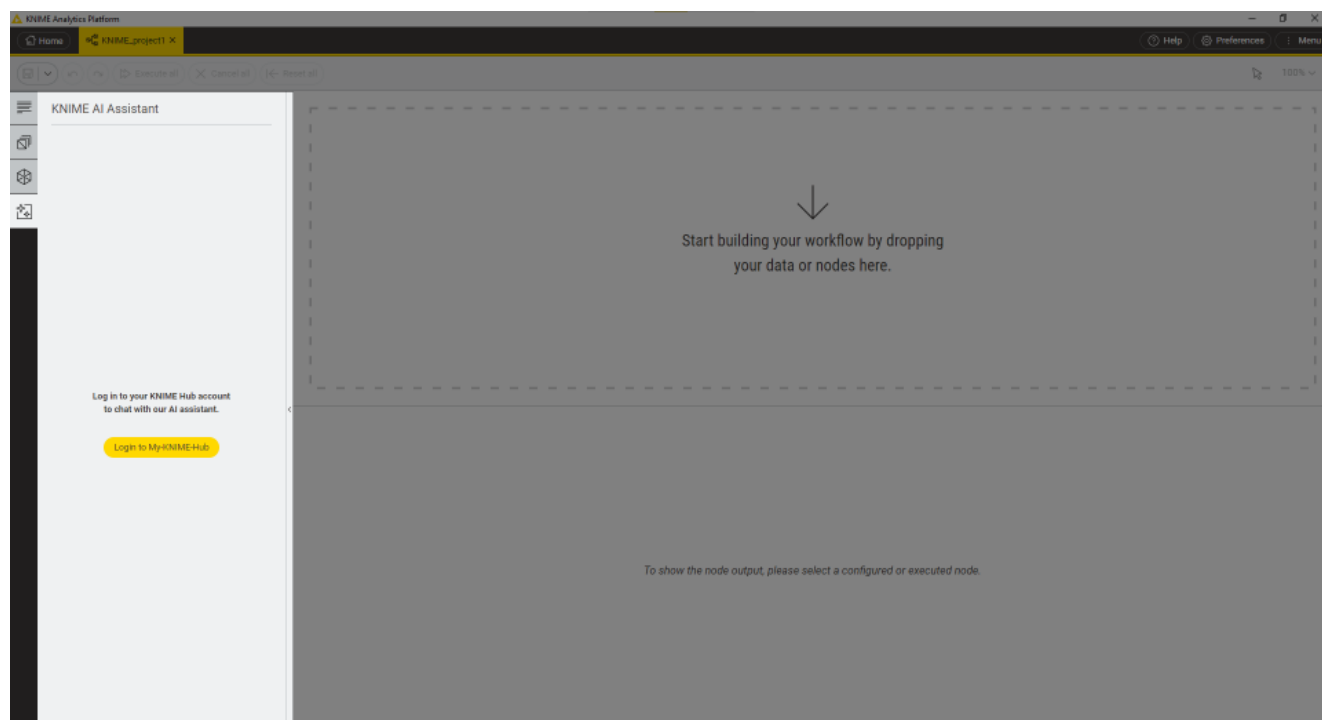 KNIME Analytics Platform
Home
KNIME_project1
Help
Preferences
Menu
Execute all
Cancel all
Reset all
100%
KNIME AI Assistant
Start building your workflow by dropping
your data or nodes here.
Log in to your KNIME Hub account
to chat with our AI assistant.
Login to My-KNIME-Hub
To show the node output, please select a configured or executed node.